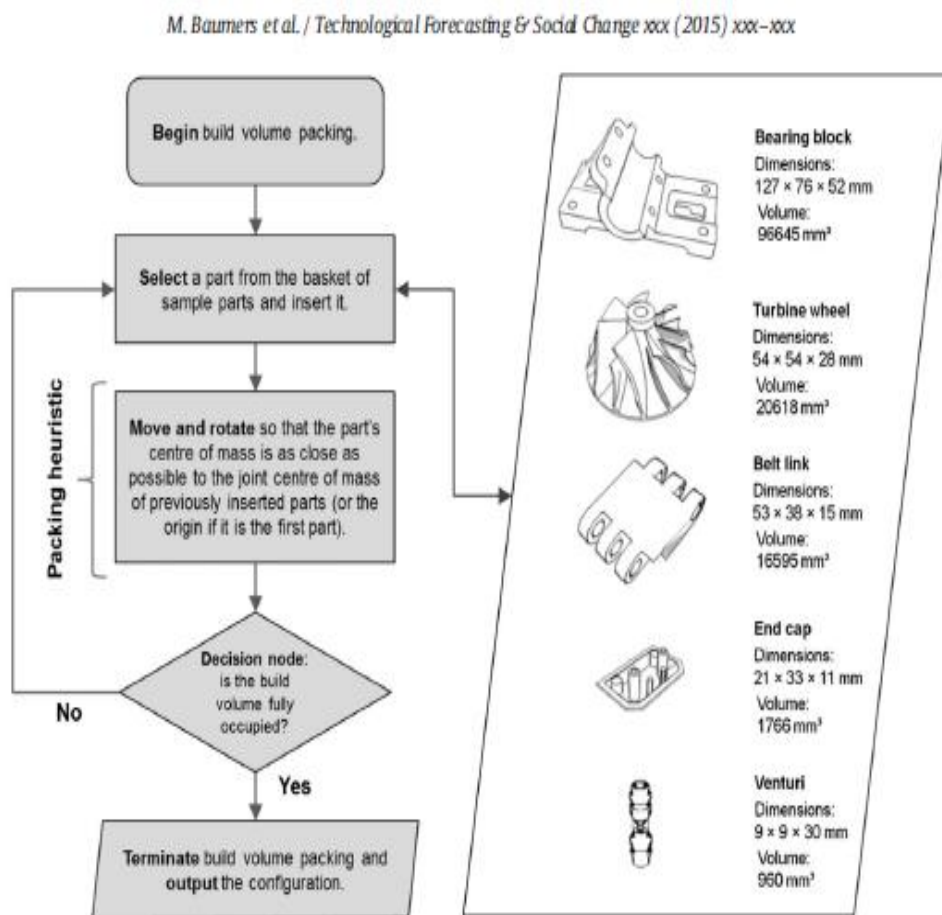 M. Baumers et al. / Technological Forecasting & Social Change xxx (2015) xxx–xxx
Begin build volume packing.
Select a part from the basket of
sample parts and insert it.
Packing heuristic
Move and rotate so that the part's
centre of mass is as close as
possible to the joint centre of mass
of previously inserted parts (or the
origin if it is the first part).
Decision node:
is the build
volume fully
occupied?
No
Yes
Terminate build volume packing and
output the configuration.
Bearing block
Dimensions:
127 × 76 × 52 mm
Volume:
96645 mm³
Turbine wheel
Dimensions:
54 × 54 × 28 mm
Volume:
20618 mm³
Belt link
Dimensions:
53 × 38 × 15 mm
Volume:
16595 mm³
End cap
Dimensions:
21 × 33 × 11 mm
Volume:
1766 mm³
Venturi
Dimensions:
9 × 9 × 30 mm
Volume:
960 mm³